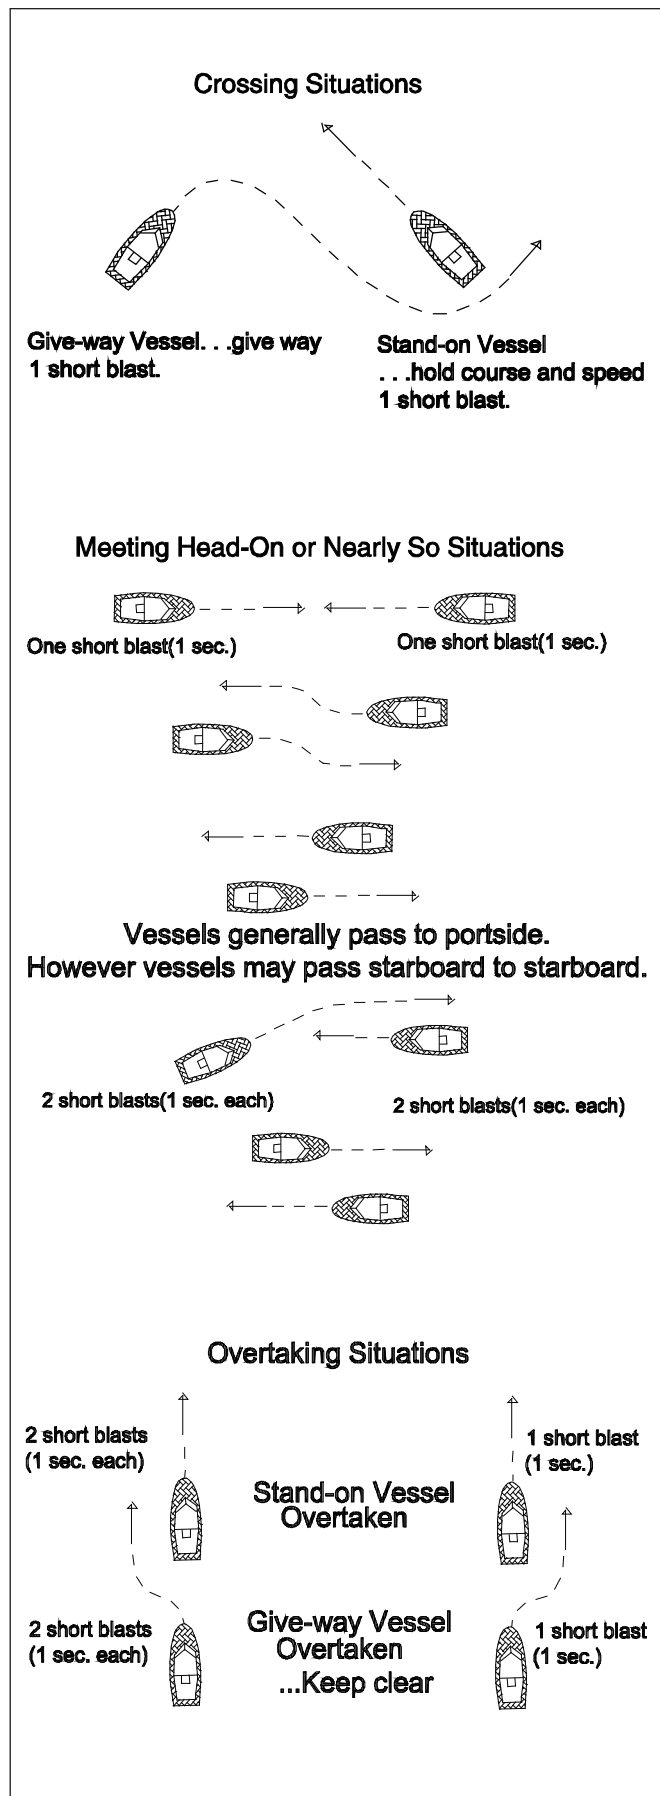 Crossing Situations
Give-way Vessel. . .give way
1 short blast.
Stand-on Vessel
. . .hold course and speed
1 short blast.
Meeting Head-On or Nearly So Situations
One short blast(1 sec.)
One short blast(1 sec.)
Vessels generally pass to portside.
However vessels may pass starboard to starboard.
2 short blasts(1 sec. each)
2 short blasts(1 sec. each)
Overtaking Situations
2 short blasts
(1 sec. each)
1 short blast
(1 sec.)
Stand-on Vessel
Overtaken
2 short blasts
(1 sec. each)
Give-way Vessel
Overtaken
...Keep clear
1 short blast
(1 sec.)